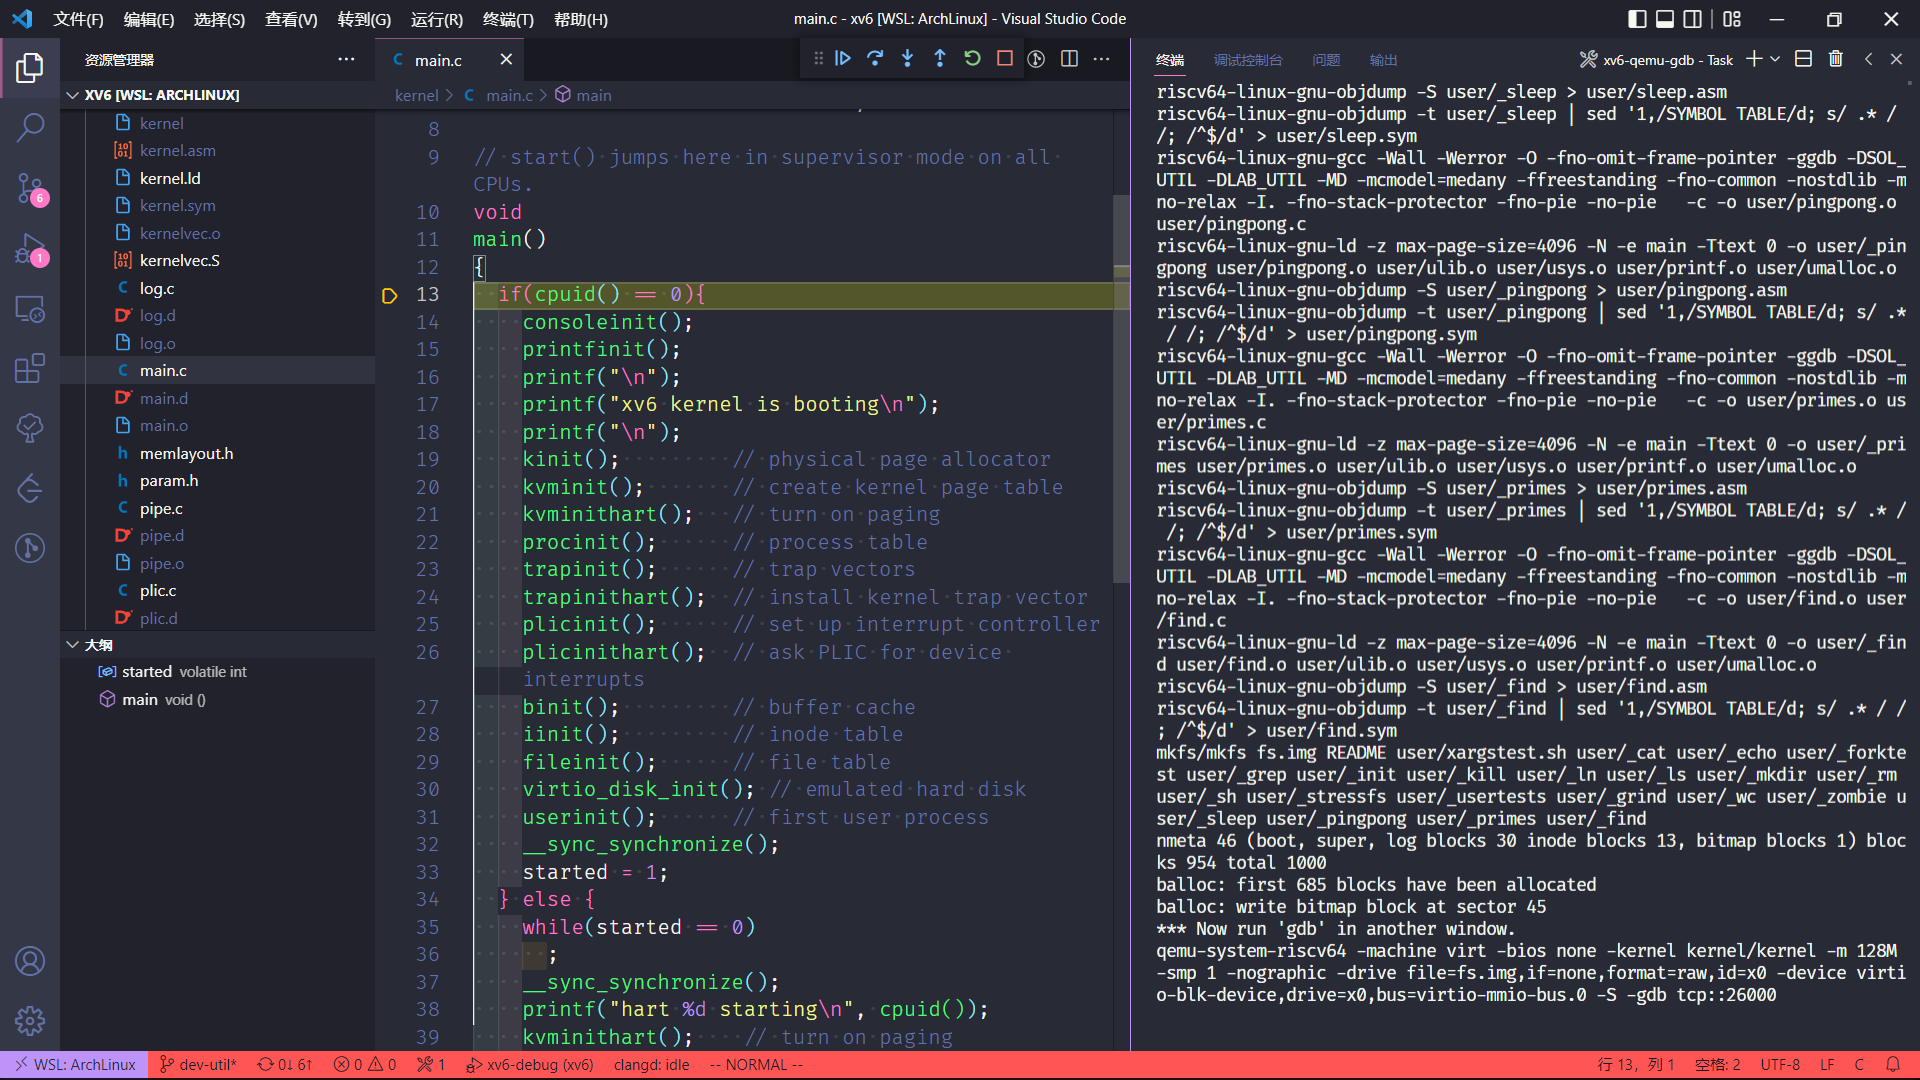 文件(F) 编辑(E) 选择(S) 查看(V) 转到(G) 运行(R) 终端(T) 帮助(H)
main.c - xv6 [WSL: ArchLinux] - Visual Studio Code
资源管理器
XV6 [WSL: ARCHLINUX]
kernel
kernel.asm
kernel.ld
kernel.sym
kernelvec.o
kernelvec.S
log.c
log.d
log.o
main.c
main.d
main.o
memlayout.h
param.h
pipe.c
pipe.d
pipe.o
plic.c
plic.d
大纲
started volatile int
main void ()
6
1
main.c
kernel > main.c > main
8
9 // start() jumps here in supervisor mode on all
CPUs.
10 void
11 main()
12 {
13 if(cpuid() == 0){
14 consoleinit();
15 printfinit();
16 printf("\n");
17 printf("xv6 kernel is booting\n");
18 printf("\n");
19 kinit(); // physical page allocator
20 kvminit(); // create kernel page table
21 kvminithart(); // turn on paging
22 procinit(); // process table
23 trapinit(); // trap vectors
24 trapinithart(); // install kernel trap vector
25 plicinit(); // set up interrupt controller
26 plicinithart(); // ask PLIC for device
interrupts
27 binit(); // buffer cache
28 iinit(); // inode table
29 fileinit(); // file table
30 virtio_disk_init(); // emulated hard disk
31 userinit(); // first user process
32 __sync_synchronize();
33 started = 1;
34 } else {
35 while(started == 0)
36 ;
37 __sync_synchronize();
38 printf("hart %d starting\n", cpuid());
39 kvminithart(); // turn on paging
终端 调试控制台 问题 输出
xv6-qemu-gdb - Task
riscv64-linux-gnu-objdump -S user/_sleep > user/sleep.asm
riscv64-linux-gnu-objdump -t user/_sleep | sed '1,/SYMBOL TABLE/d; s/ .* /
/; /^$/d' > user/sleep.sym
riscv64-linux-gnu-gcc -Wall -Werror -O -fno-omit-frame-pointer -ggdb -DSOL_
UTIL -DLAB_UTIL -MD -mcmodel=medany -ffreestanding -fno-common -nostdlib -m
no-relax -I. -fno-stack-protector -fno-pie -no-pie   -c -o user/pingpong.o
user/pingpong.c
riscv64-linux-gnu-ld -z max-page-size=4096 -N -e main -Ttext 0 -o user/_pin
gpong user/pingpong.o user/ulib.o user/usys.o user/printf.o user/umalloc.o
riscv64-linux-gnu-objdump -S user/_pingpong > user/pingpong.asm
riscv64-linux-gnu-objdump -t user/_pingpong | sed '1,/SYMBOL TABLE/d; s/ .*
/ /; /^$/d' > user/pingpong.sym
riscv64-linux-gnu-gcc -Wall -Werror -O -fno-omit-frame-pointer -ggdb -DSOL_
UTIL -DLAB_UTIL -MD -mcmodel=medany -ffreestanding -fno-common -nostdlib -m
no-relax -I. -fno-stack-protector -fno-pie -no-pie   -c -o user/primes.o us
er/primes.c
riscv64-linux-gnu-ld -z max-page-size=4096 -N -e main -Ttext 0 -o user/_pri
mes user/primes.o user/ulib.o user/usys.o user/printf.o user/umalloc.o
riscv64-linux-gnu-objdump -S user/_primes > user/primes.asm
riscv64-linux-gnu-objdump -t user/_primes | sed '1,/SYMBOL TABLE/d; s/ .* /
/; /^$/d' > user/primes.sym
riscv64-linux-gnu-gcc -Wall -Werror -O -fno-omit-frame-pointer -ggdb -DSOL_
UTIL -DLAB_UTIL -MD -mcmodel=medany -ffreestanding -fno-common -nostdlib -m
no-relax -I. -fno-stack-protector -fno-pie -no-pie   -c -o user/find.o user
/find.c
riscv64-linux-gnu-ld -z max-page-size=4096 -N -e main -Ttext 0 -o user/_fin
d user/find.o user/ulib.o user/usys.o user/printf.o user/umalloc.o
riscv64-linux-gnu-objdump -S user/_find > user/find.asm
riscv64-linux-gnu-objdump -t user/_find | sed '1,/SYMBOL TABLE/d; s/ .* / /
; /^$/d' > user/find.sym
mkfs/mkfs fs.img README user/xargstest.sh user/_cat user/_echo user/_forkte
st user/_grep user/_init user/_kill user/_ln user/_ls user/_mkdir user/_rm
user/_sh user/_stressfs user/_usertests user/_grind user/_wc user/_zombie u
ser/_sleep user/_pingpong user/_primes user/_find
nmeta 46 (boot, super, log blocks 30 inode blocks 13, bitmap blocks 1) bloc
ks 954 total 1000
balloc: first 685 blocks have been allocated
balloc: write bitmap block at sector 45
*** Now run 'gdb' in another window.
qemu-system-riscv64 -machine virt -bios none -kernel kernel/kernel -m 128M
-smp 1 -nographic -drive file=fs.img,if=none,format=raw,id=x0 -device virti
o-blk-device,drive=x0,bus=virtio-mmio-bus.0 -S -gdb tcp::26000
WSL: ArchLinux dev-util* 0↓ 6↑ 0 0 1 xv6-debug (xv6) clangd: idle -- NORMAL -- 行 13，列 1 空格: 2 UTF-8 LF C